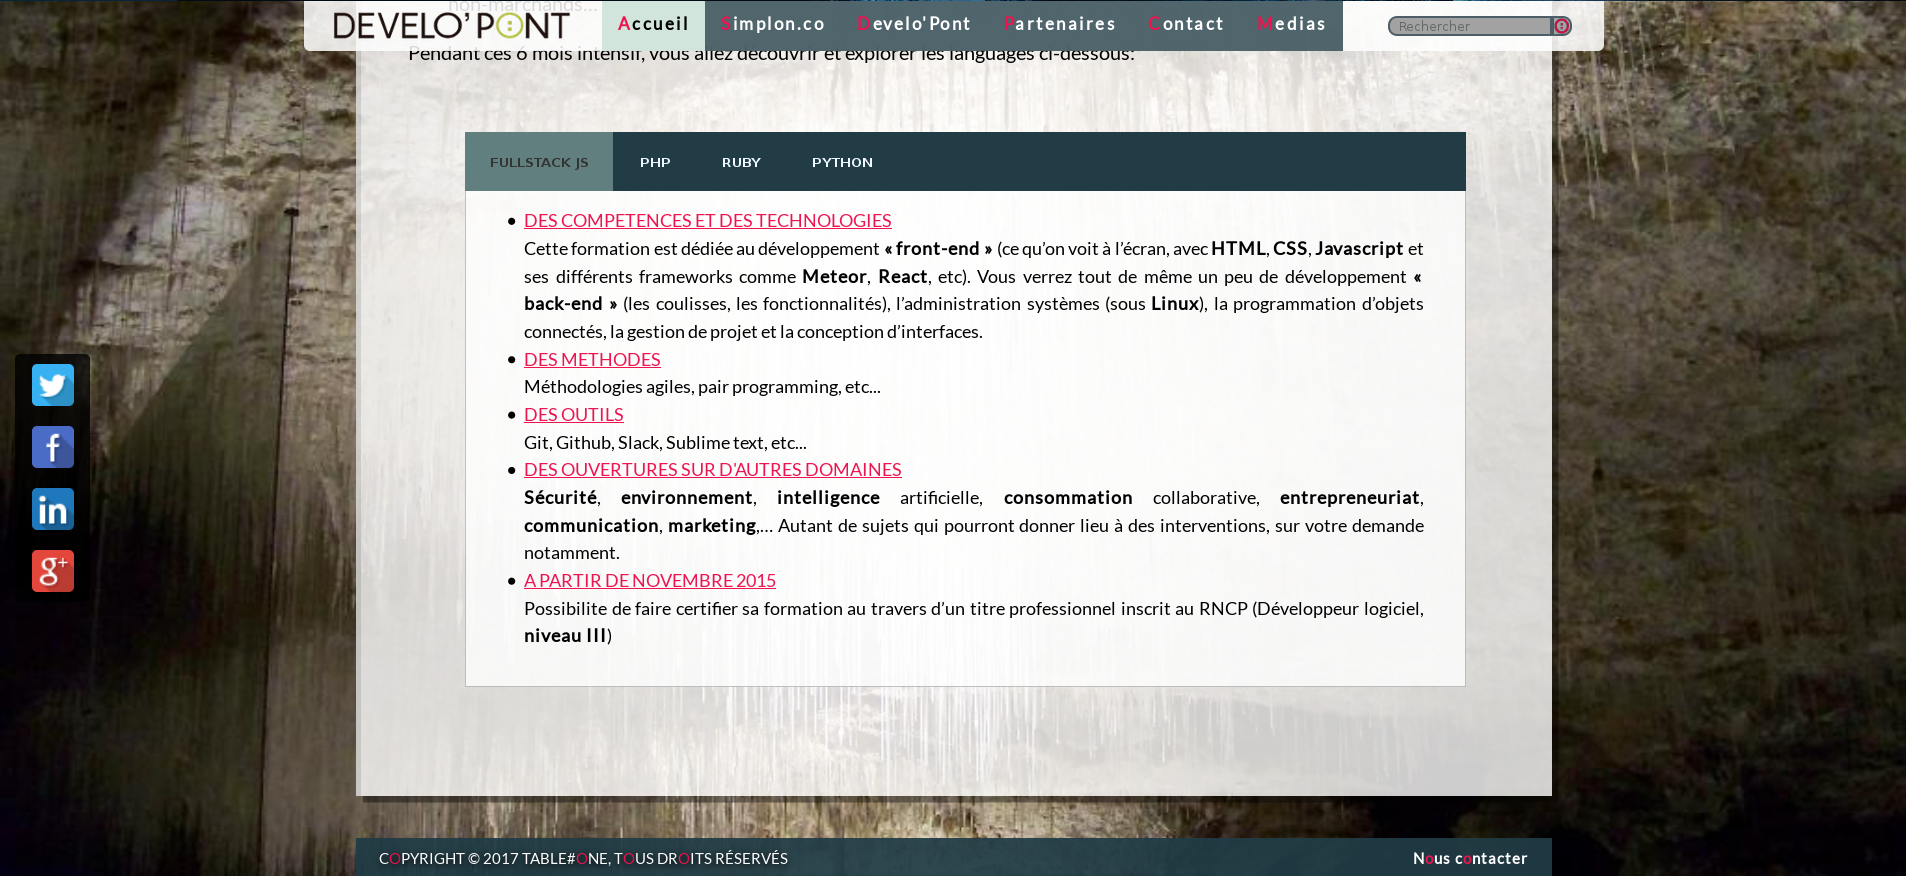 non-marchands...
DEVELO'PONT
Accueil Simplon.co Develo'Pont Partenaires Contact Medias
Rechercher
Pendant ces 6 mois intensif, vous allez découvrir et explorer les languages ci-dessous:
FULLSTACK JS PHP RUBY PYTHON
• DES COMPETENCES ET DES TECHNOLOGIES
Cette formation est dédiée au développement « front-end » (ce qu’on voit à l’écran, avec HTML, CSS, Javascript et
ses différents frameworks comme Meteor, React, etc). Vous verrez tout de même un peu de développement «
back-end » (les coulisses, les fonctionnalités), l’administration systèmes (sous Linux), la programmation d’objets
connectés, la gestion de projet et la conception d’interfaces.
• DES METHODES
Méthodologies agiles, pair programming, etc...
• DES OUTILS
Git, Github, Slack, Sublime text, etc...
• DES OUVERTURES SUR D'AUTRES DOMAINES
Sécurité, environnement, intelligence artificielle, consommation collaborative, entrepreneuriat,
communication, marketing,... Autant de sujets qui pourront donner lieu à des interventions, sur votre demande
notamment.
• A PARTIR DE NOVEMBRE 2015
Possibilite de faire certifier sa formation au travers d’un titre professionnel inscrit au RNCP (Développeur logiciel,
niveau III)
f
in
g+
COPYRIGHT © 2017 TABLE#ONE, TOUS DROITS RÉSERVÉS
Nous contacter